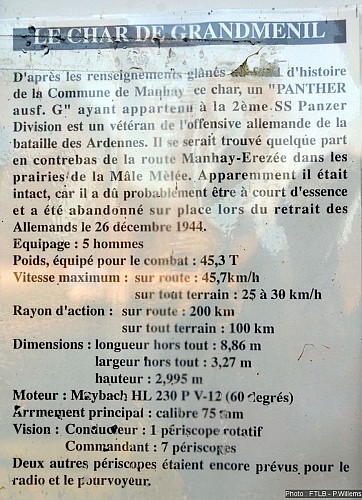 LE CHAR DE GRANDMENIL
D'après les renseignements glânés d'histoire
de la Commune de Manhay ce char, un "PANTHER
ausf. G" ayant appartenu à la 2ème SS Panzer
Division est un vétéran de l'offensive allemande de la
bataille des Ardennes. Il se serait trouvé quelque part
en contrebas de la route Manhay-Erezée dans les
prairies de la Mâle Mêlée. Apparemment il était
intact, car il a dû probablement être à court d'essence
et a été abandonné sur place lors du retrait des
Allemands le 26 décembre 1944.
Equipage : 5 hommes
Poids, équipé pour le combat : 45,3 T
Vitesse maximum : sur route : 45,7km/h
sur tout terrain : 25 à 30 km/h
Rayon d'action : sur route : 200 km
sur tout terrain : 100 km
Dimensions : longueur hors tout : 8,86 m
largeur hors tout : 3,27 m
hauteur : 2,995 m
Moteur : Maybach HL 230 P V-12 (60 degrés)
Arrmement principal : calibre 75 mm
Vision : Conducteur : 1 périscope rotatif
Commandant : 7 périscopes
Deux autres périscopes étaient encore prévus pour le
radio et le pourvoyeur.
Photo : FTLB - P.Willems